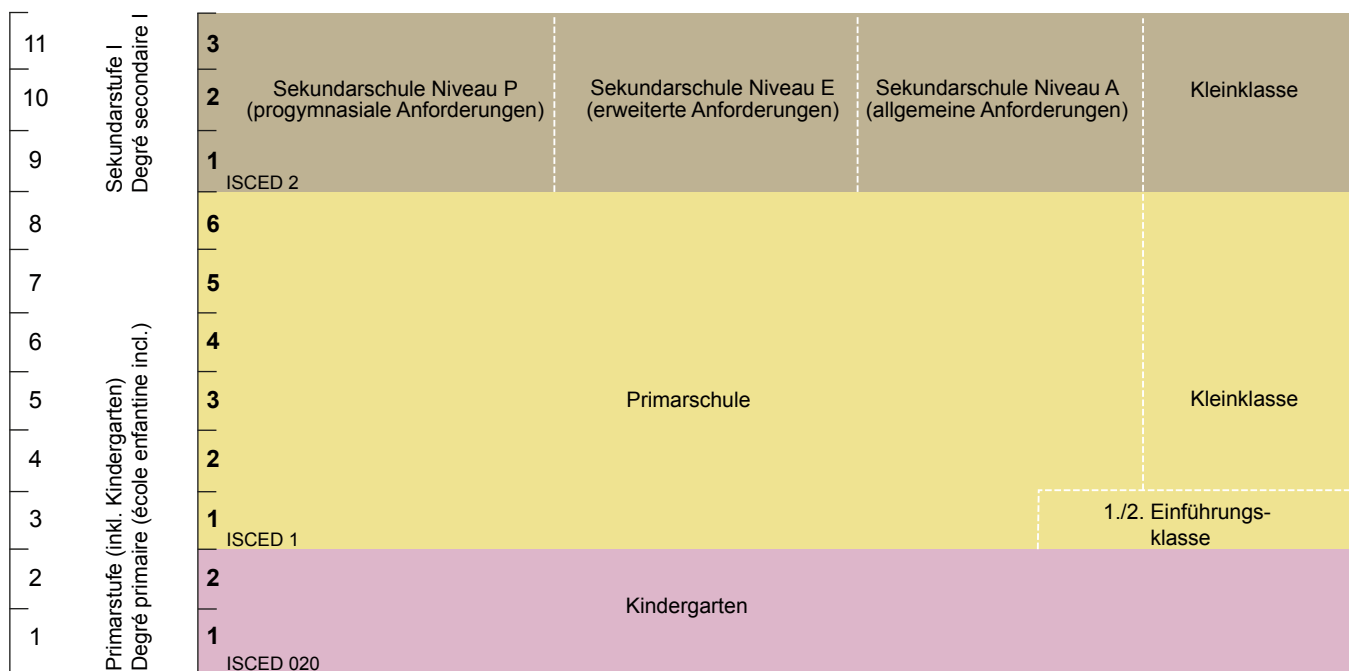 11
Sekundarstufe I
Degré secondaire I
3
10
2
Sekundarschule Niveau P
(progymnasiale Anforderungen)
Sekundarschule Niveau E
(erweiterte Anforderungen)
Sekundarschule Niveau A
(allgemeine Anforderungen)
Kleinklasse
9
1
ISCED 2
8
6
7
5
6
4
Primarstufe (inkl. Kindergarten)
Degré primaire (école enfantine incl.)
5
3
Primarschule
Kleinklasse
4
2
3
1
1./2. Einführungs-
klasse
ISCED 1
2
2
Kindergarten
1
1
ISCED 020